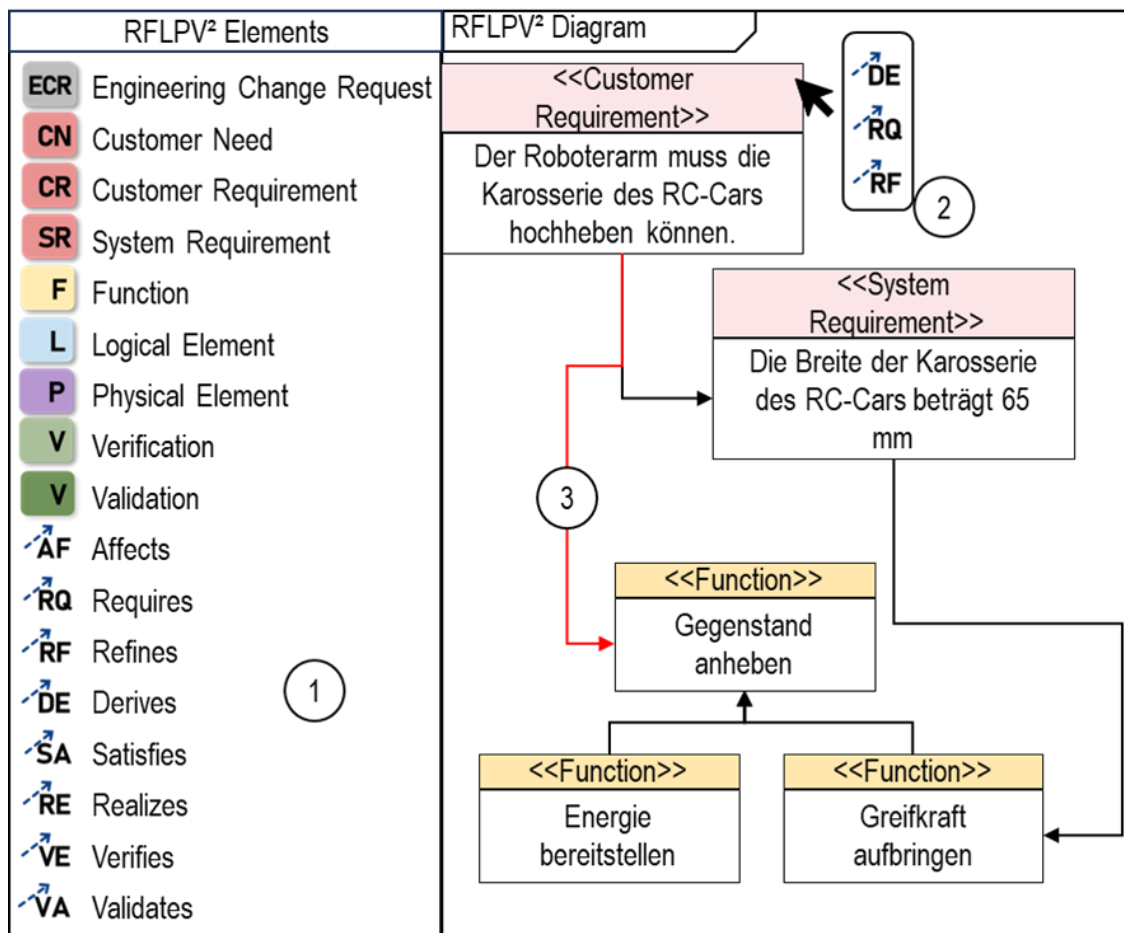 RFLPV² Elements
ECR Engineering Change Request
CN Customer Need
CR Customer Requirement
SR System Requirement
F Function
L Logical Element
P Physical Element
V Verification
V Validation
AF Affects
RQ Requires
RF Refines
DE Derives
SA Satisfies
RE Realizes
VE Verifies
VA Validates
1
RFLPV² Diagram
<<Customer
Requirement>>
Der Roboterarm muss die
Karosserie des RC-Cars
hochheben können.
DE
RQ
RF
2
<<System
Requirement>>
Die Breite der Karosserie
des RC-Cars beträgt 65
mm
3
<<Function>>
Gegenstand
anheben
<<Function>>
Energie
bereitstellen
<<Function>>
Greifkraft
aufbringen